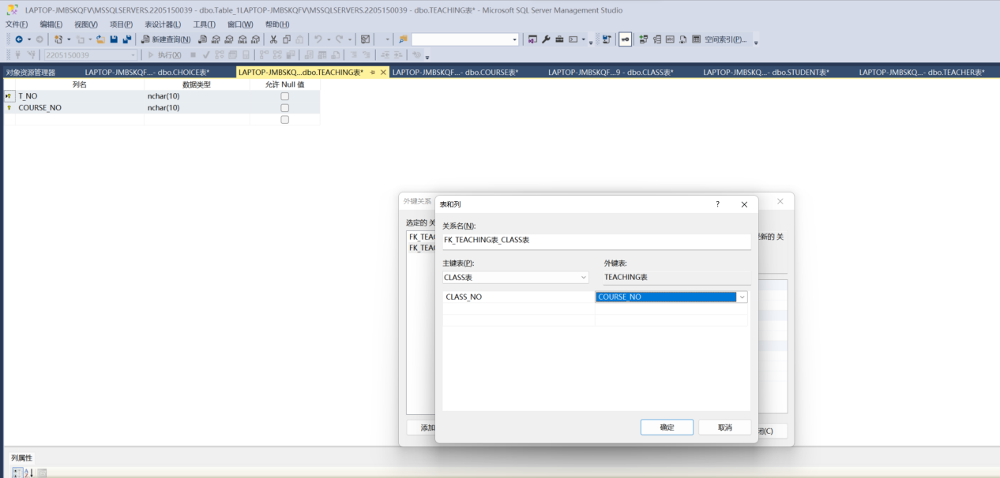 LAPTOP-JMBSKQFV\MSSQLSERVERS.2205150039 - dbo.Table_1LAPTOP-JMBSKQFV\MSSQLSERVERS.2205150039 - dbo.TEACHING表* - Microsoft SQL Server Management Studio
文件(F) 编辑(E) 视图(V) 项目(P) 表设计器(L) 工具(T) 窗口(W) 帮助(H)
新建查询(N) 空间索引(P)...
2205150039 执行(X)
对象资源管理器 LAPTOP-JMBSKQF...- dbo.CHOICE表* LAPTOP-JMBSKQ...dbo.TEACHING表* LAPTOP-JMBSKQF...- dbo.COURSE表* LAPTOP-JMBSKQF...9 - dbo.CLASS表* LAPTOP-JMBSKQ...- dbo.STUDENT表* LAPTOP-JMBSKQ...- dbo.TEACHER表*
列名 数据类型 允许 Null 值
T_NO nchar(10)
COURSE_NO nchar(10)
外键关系
表和列 ?
选定的 关
关系名(N):
FK_TEA 新的 关
FK_TEACHING表_CLASS表
FK_TEA
主键表(P): 外键表:
CLASS表 TEACHING表
CLASS_NO COURSE_NO
添加 确定 取消 闭(C)
列属性